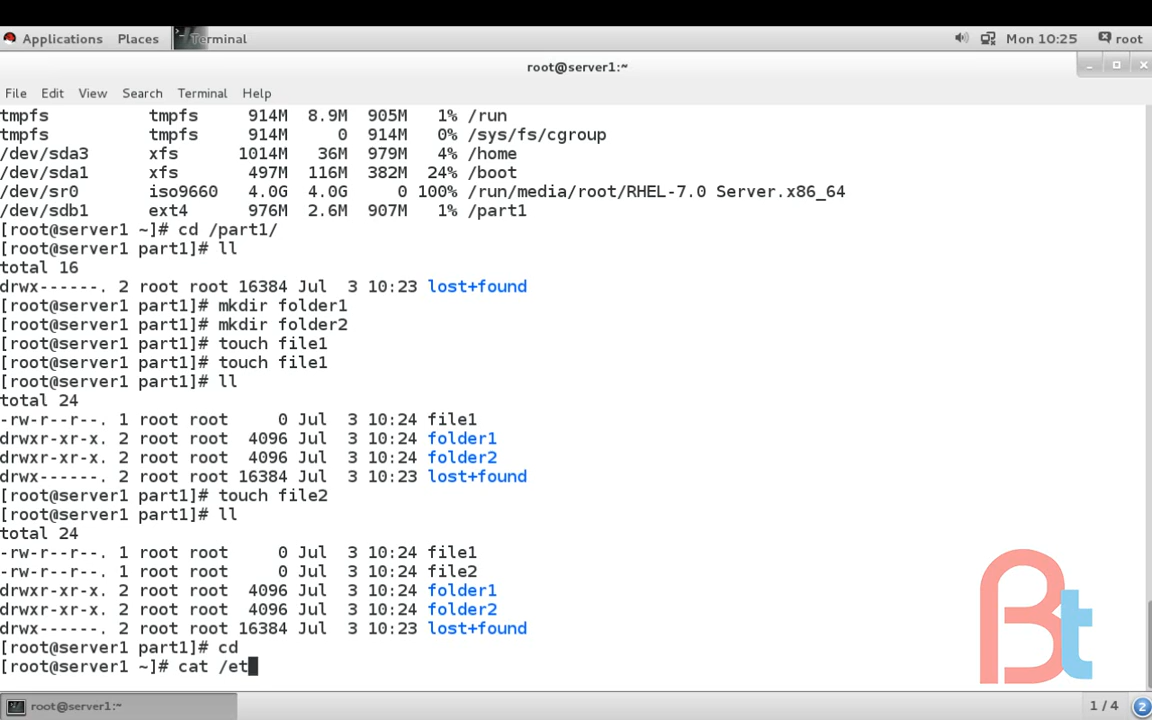 Applications Places Terminal Mon 10:25 root
root@server1:~
File Edit View Search Terminal Help
tmpfs tmpfs 914M 8.9M 905M 1% /run
tmpfs tmpfs 914M 0 914M 0% /sys/fs/cgroup
/dev/sda3 xfs 1014M 36M 979M 4% /home
/dev/sda1 xfs 497M 116M 382M 24% /boot
/dev/sr0 iso9660 4.0G 4.0G 0 100% /run/media/root/RHEL-7.0 Server.x86_64
/dev/sdb1 ext4 976M 2.6M 907M 1% /part1
[root@server1 ~]# cd /part1/
[root@server1 part1]# ll
total 16
drwx------. 2 root root 16384 Jul 3 10:23 lost+found
[root@server1 part1]# mkdir folder1
[root@server1 part1]# mkdir folder2
[root@server1 part1]# touch file1
[root@server1 part1]# touch file1
[root@server1 part1]# ll
total 24
-rw-r--r--. 1 root root 0 Jul 3 10:24 file1
drwxr-xr-x. 2 root root 4096 Jul 3 10:24 folder1
drwxr-xr-x. 2 root root 4096 Jul 3 10:24 folder2
drwx------. 2 root root 16384 Jul 3 10:23 lost+found
[root@server1 part1]# touch file2
[root@server1 part1]# ll
total 24
-rw-r--r--. 1 root root 0 Jul 3 10:24 file1
-rw-r--r--. 1 root root 0 Jul 3 10:24 file2
drwxr-xr-x. 2 root root 4096 Jul 3 10:24 folder1
drwxr-xr-x. 2 root root 4096 Jul 3 10:24 folder2
drwx------. 2 root root 16384 Jul 3 10:23 lost+found
[root@server1 part1]# cd
[root@server1 ~]# cat /et
Bt
root@server1:~ 1 / 4 2